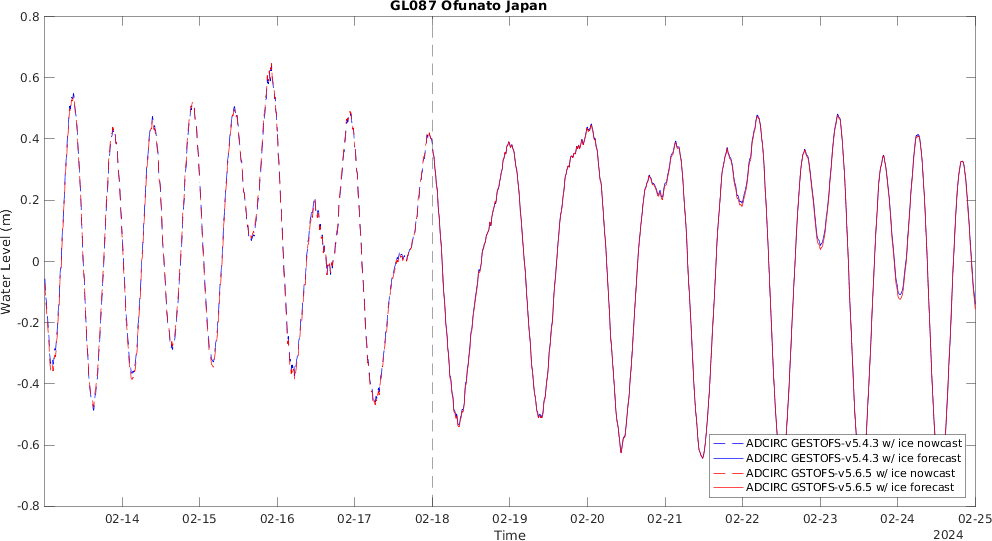 GL087 Ofunato Japan
Water Level (m)
0.8
0.6
0.4
0.2
0
-0.2
-0.4
-0.6
-0.8
ADCIRC GESTOFS-v5.4.3 w/ ice nowcast
ADCIRC GESTOFS-v5.4.3 w/ ice forecast
ADCIRC GSTOFS-v5.6.5 w/ ice nowcast
ADCIRC GSTOFS-v5.6.5 w/ ice forecast
02-14 02-15 02-16 02-17 02-18 02-19 02-20 02-21 02-22 02-23 02-24 02-25
Time
2024